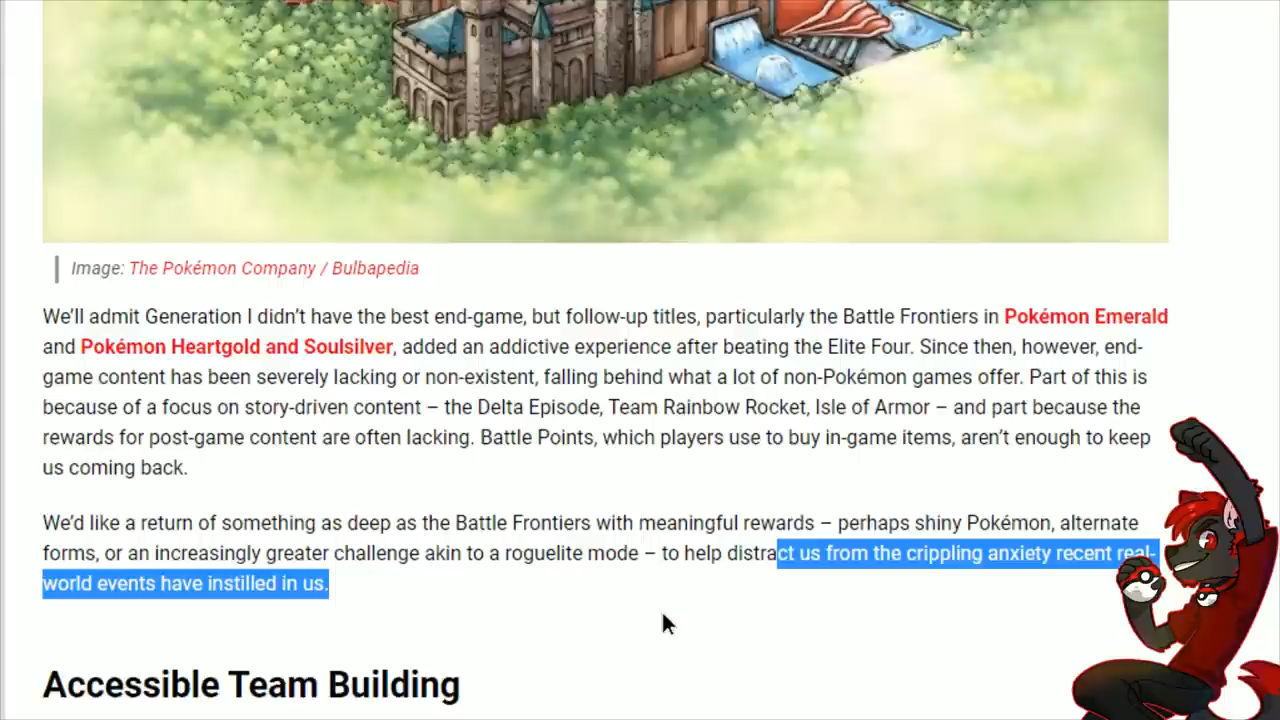 Image: The Pokémon Company / Bulbapedia
We’ll admit Generation I didn’t have the best end-game, but follow-up titles, particularly the Battle Frontiers in Pokémon Emerald
and Pokémon Heartgold and Soulsilver, added an addictive experience after beating the Elite Four. Since then, however, end-
game content has been severely lacking or non-existent, falling behind what a lot of non-Pokémon games offer. Part of this is
because of a focus on story-driven content – the Delta Episode, Team Rainbow Rocket, Isle of Armor – and part because the
rewards for post-game content are often lacking. Battle Points, which players use to buy in-game items, aren’t enough to keep
us coming back.
We’d like a return of something as deep as the Battle Frontiers with meaningful rewards – perhaps shiny Pokémon, alternate
forms, or an increasingly greater challenge akin to a roguelite mode – to help distract us from the crippling anxiety recent real-
world events have instilled in us.
Accessible Team Building